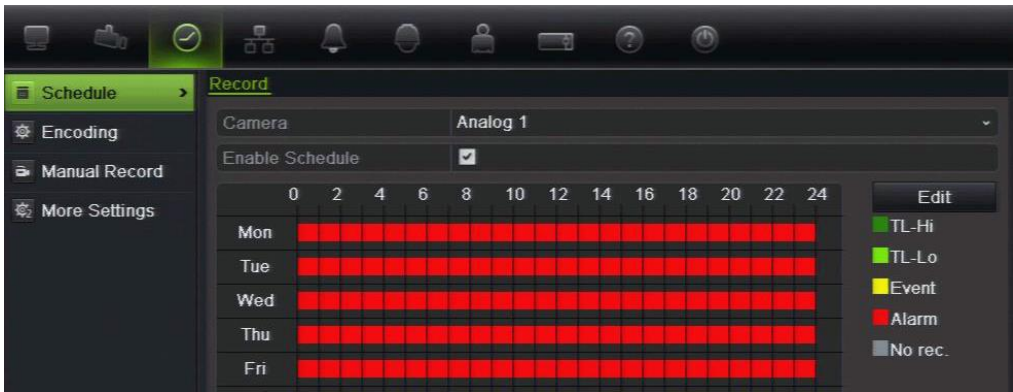 Schedule
Encoding
Manual Record
More Settings
Record
Camera Analog 1
Enable Schedule
0 2 4 6 8 10 12 14 16 18 20 22 24
Mon
Tue
Wed
Thu
Fri
Edit
TL-Hi
TL-Lo
Event
Alarm
No rec.